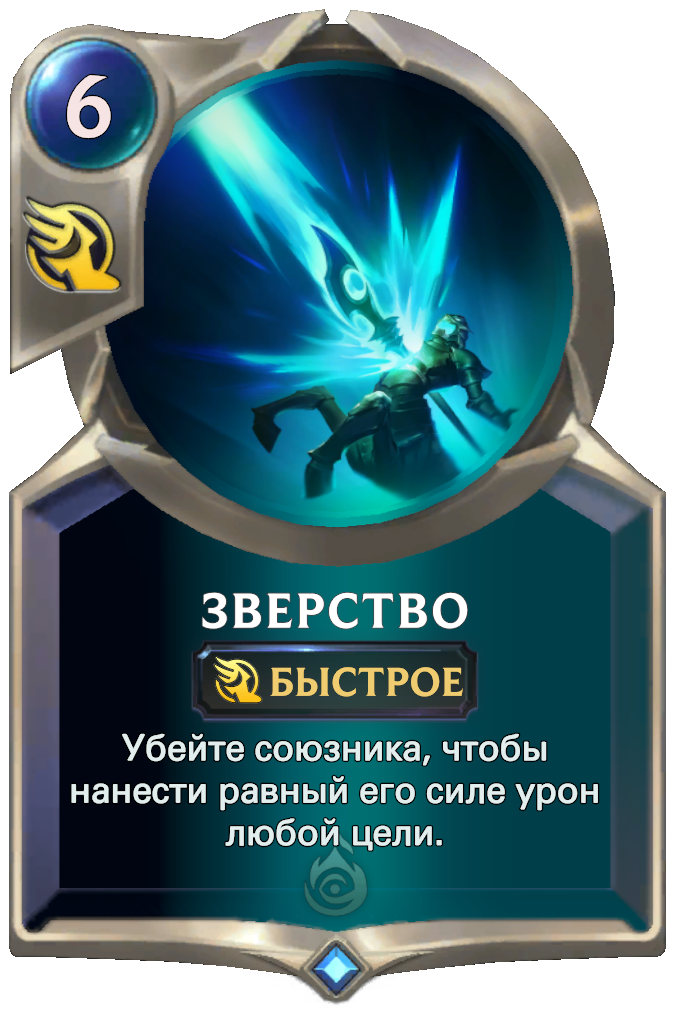 6
ЗВЕРСТВО
БЫСТРОЕ
Убейте союзника, чтобы
нанести равный его силе урон
любой цели.